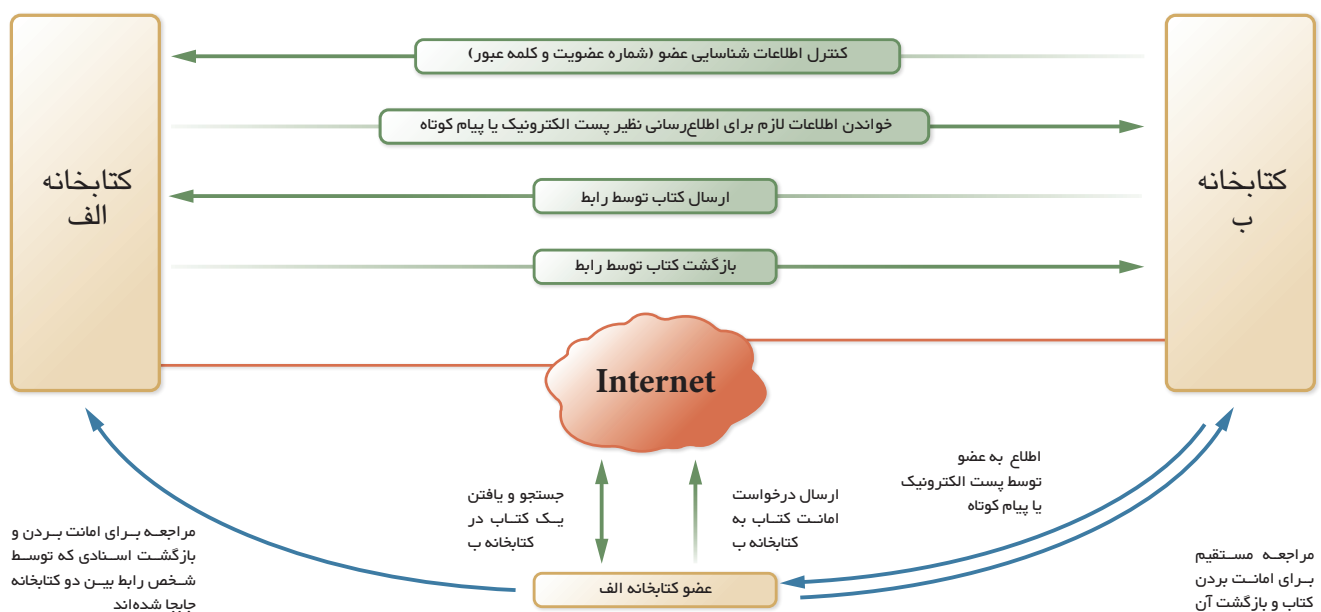 کنترل اطلاعات شناسایی عضو (شماره عضویت و کلمه عبور)
خواندن اطلاعات لازم برای اطلاع‌رسانی نظیر پست الکترونیک یا پیام کوتاه
کتابخانه
ب
کتابخانه
الف
ارسال کتاب توسط رابط
بازگشت کتاب توسط رابط
Internet
اطلاع به عضو
توسط پست الکترونیک
یا پیام کوتاه
ارسال درخواست
امانت کتاب به
کتابخانه ب
جستجو و یافتن
یک کتاب در
کتابخانه ب
مراجعه برای امانت بردن و
بازگشت اسنادی که توسط
شخص رابط بین دو کتابخانه
جابجا شده‌اند
مراجعه مستقیم
برای امانت بردن
کتاب و بازگشت آن
عضو کتابخانه الف